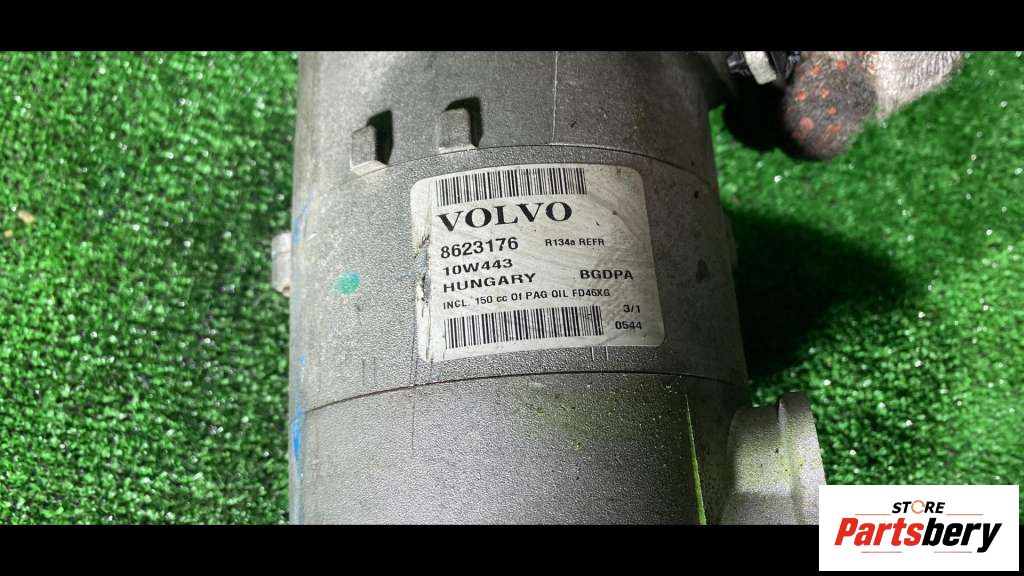 VOLVO
8623176 R134a REFR
10W443
HUNGARY BGDPA
INCL. 150 cc Of PAG OIL FD46XG
3/1
0544
STORE
Partsbery